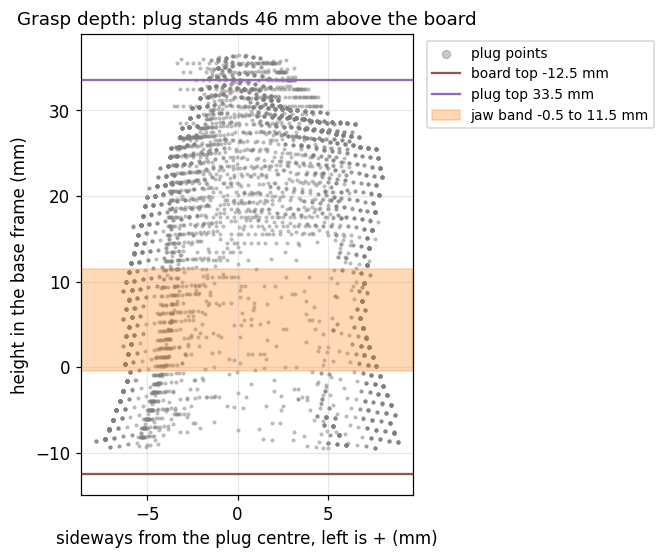 Grasp depth: plug stands 46 mm above the board
plug points
board top -12.5 mm
plug top 33.5 mm
jaw band -0.5 to 11.5 mm
height in the base frame (mm)
30
20
10
0
−10
−5
0
5
sideways from the plug centre, left is + (mm)